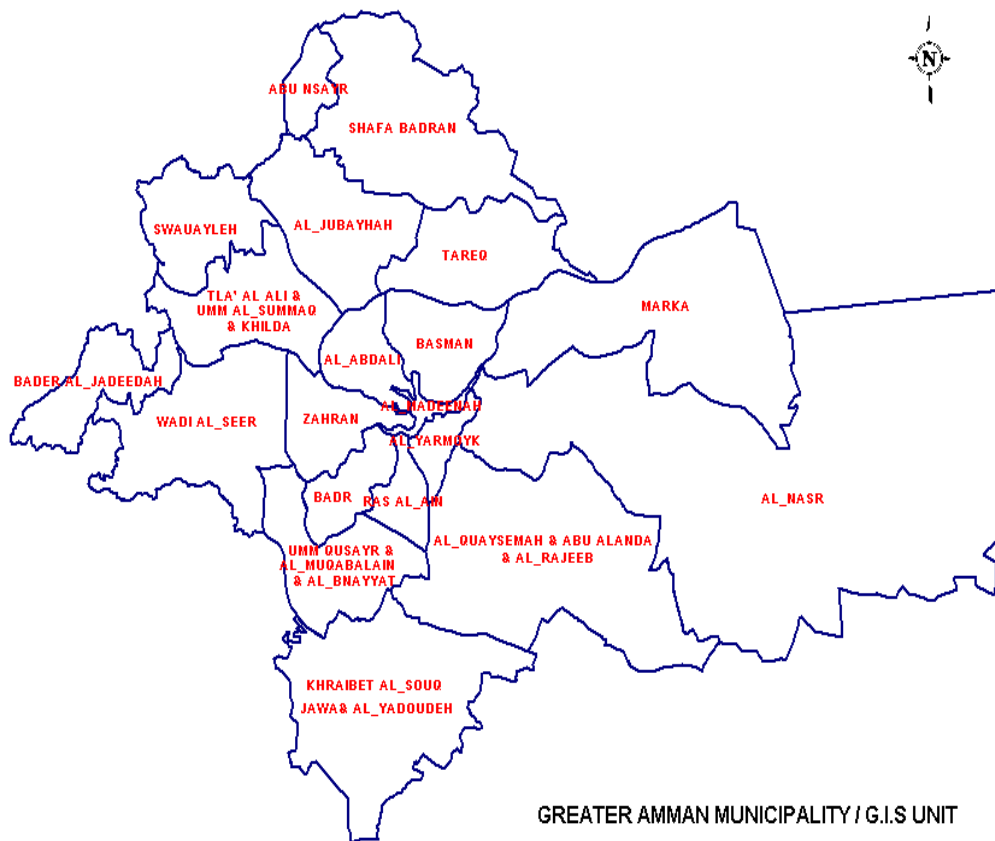 N
ABU NSAYR
SHAFA BADRAN
SWAUAYLEH
AL_JUBAYHAH
TAREQ
TLA' AL ALI &
UMM AL_SUMMAQ
& KHILDA
MARKA
BASMAN
AL_ABDALI
BADER AL_JADEEDAH
WADI AL_SEER
ZAHRAN
AL_MADEENAH
AL_YARMOYK
BADR
RAS AL_AIN
AL_NASR
AL_QUAYSEMAH & ABU ALANDA
& AL_RAJEEB
UMM QUSAYR &
AL_MUQABALAIN
& AL_BNAYYAT
KHRAIBET AL_SOUQ
JAWA& AL_YADOUDEH
GREATER AMMAN MUNICIPALITY / G.I.S UNIT